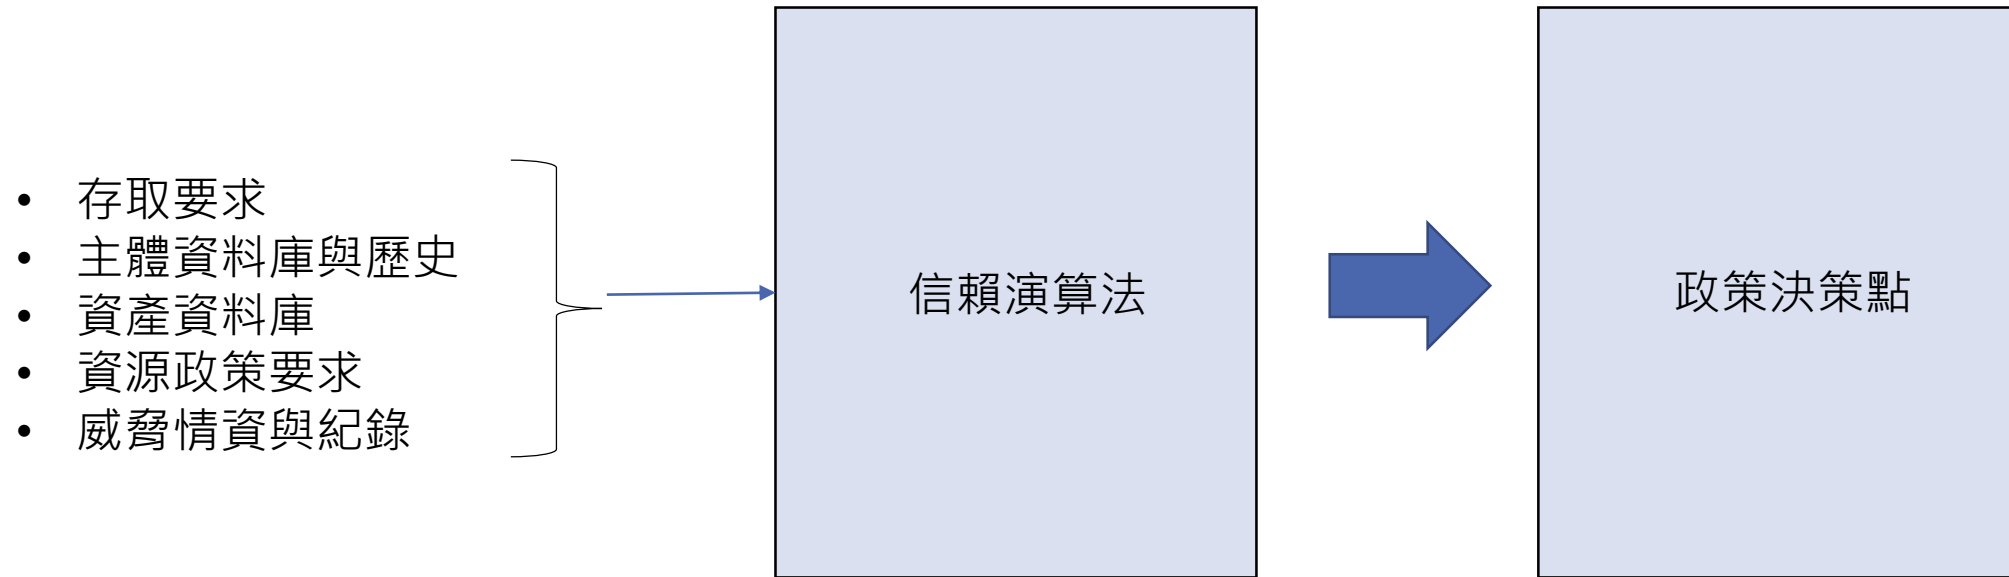 • 存取要求
• 主體資料庫與歷史
• 資產資料庫
• 資源政策要求
• 威脅情資與紀錄
信賴演算法
政策決策點